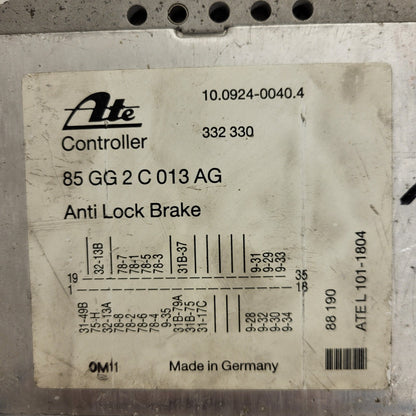 Ate
10.0924-0040.4
Controller
332 330
85 GG 2 C 013 AG
Anti Lock Brake
32-13B 78-7 78-1 78-5 78-3 31B-37 9-31 9-29 9-33
19 35
1 18
31-49B 75-H 32-13A 78-8 78-2 78-6 78-4 9-35 31B-79A 31B-75 31-17C 9-28 9-32 9-30 9-34
0M11
Made in Germany
88 190
ATE L 101-1804